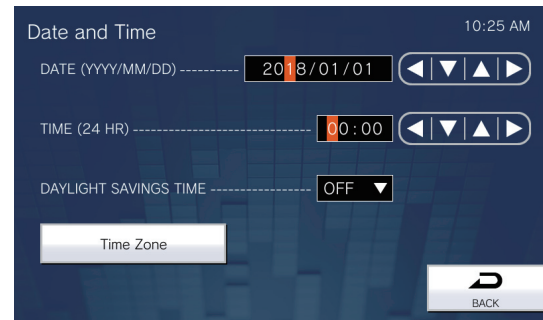 Date and Time 10:25 AM
DATE (YYYY/MM/DD) ---------- 2018/01/01
TIME (24 HR) ----------------------------- 00:00
DAYLIGHT SAVINGS TIME ---------------- OFF
Time Zone
BACK